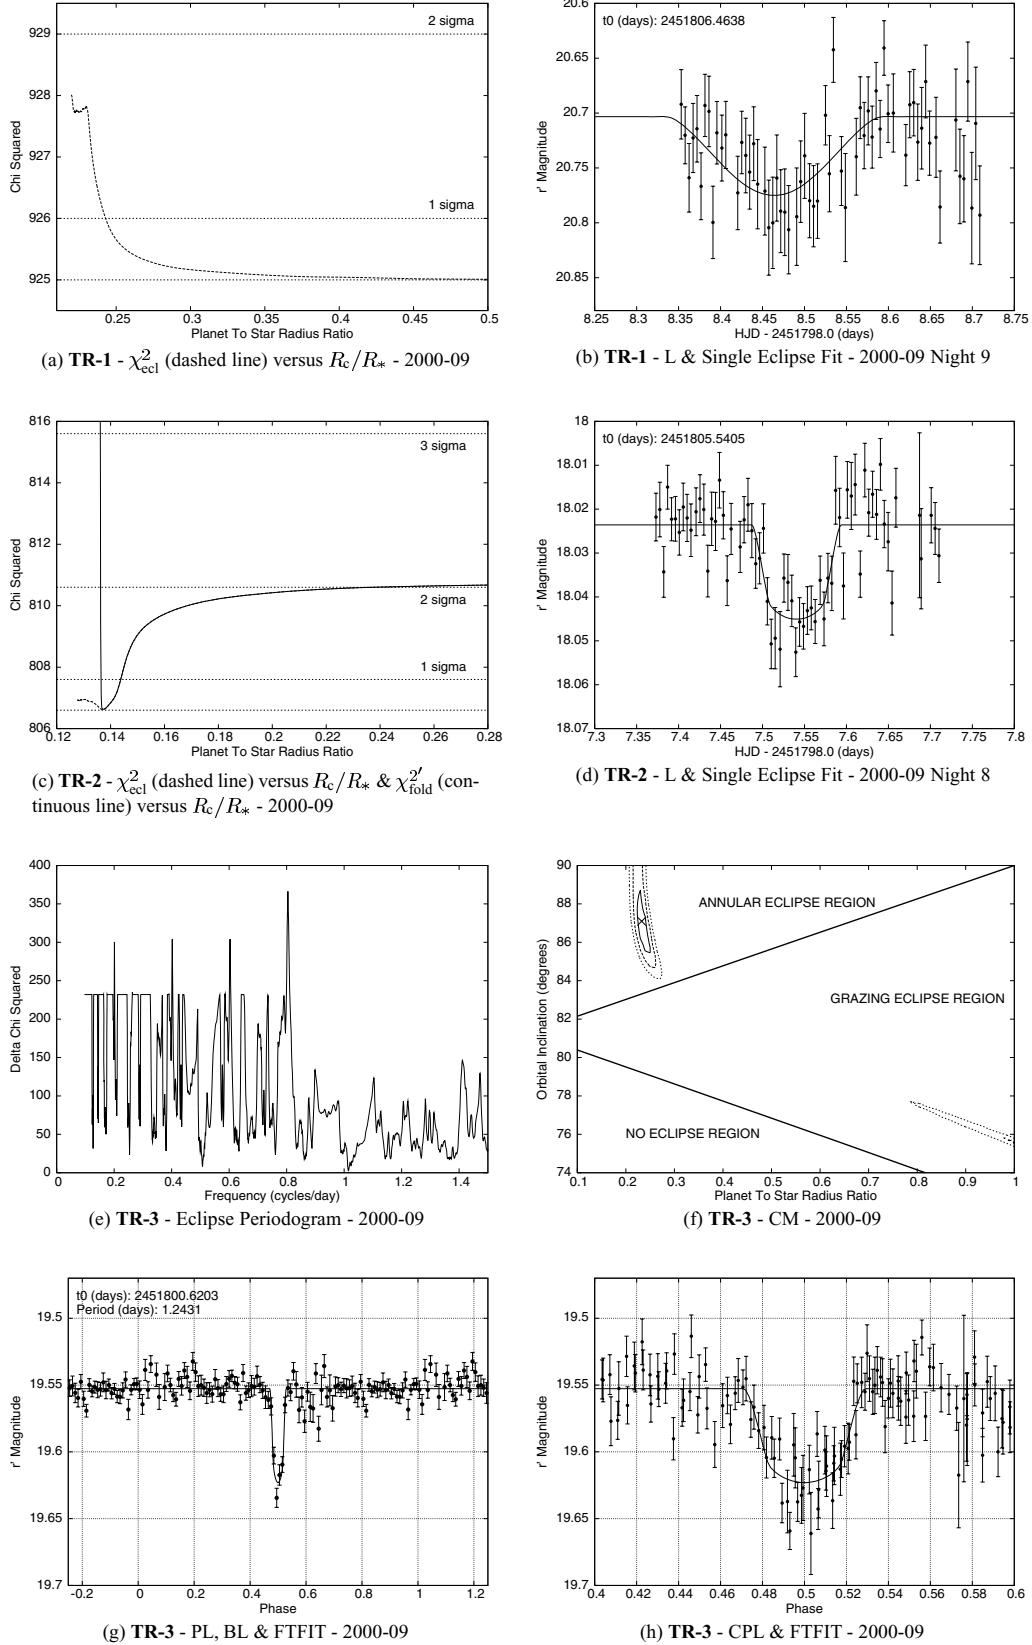 929
928
927
926
925
Chi Squared
2 sigma
1 sigma
0.25 0.3 0.35 0.4 0.45 0.5
Planet To Star Radius Ratio
(a) TR-1 - χ²ecl (dashed line) versus Rc/R* - 2000-09
20.6
20.65
20.7
20.75
20.8
20.85
r' Magnitude
t0 (days): 2451806.4638
8.25 8.3 8.35 8.4 8.45 8.5 8.55 8.6 8.65 8.7 8.75
HJD - 2451798.0 (days)
(b) TR-1 - L & Single Eclipse Fit - 2000-09 Night 9
816
814
812
810
808
806
Chi Squared
3 sigma
2 sigma
1 sigma
0.12 0.14 0.16 0.18 0.2 0.22 0.24 0.26 0.28
Planet To Star Radius Ratio
(c) TR-2 - χ²ecl (dashed line) versus Rc/R* & χ²′fold (con-
tinuous line) versus Rc/R* - 2000-09
18
18.01
18.02
18.03
18.04
18.05
18.06
18.07
r' Magnitude
t0 (days): 2451805.5405
7.3 7.4 7.5 7.6 7.7 7.8
HJD - 2451798.0 (days)
(d) TR-2 - L & Single Eclipse Fit - 2000-09 Night 8
400
350
300
250
200
150
100
50
0
Delta Chi Squared
0 0.2 0.4 0.6 0.8 1 1.2 1.4
Frequency (cycles/day)
(e) TR-3 - Eclipse Periodogram - 2000-09
90
88
86
84
82
80
78
76
74
Orbital Inclination (degrees)
ANNULAR ECLIPSE REGION
GRAZING ECLIPSE REGION
NO ECLIPSE REGION
0.1 0.2 0.3 0.4 0.5 0.6 0.7 0.8 0.9 1
Planet To Star Radius Ratio
(f) TR-3 - CM - 2000-09
19.5
19.55
19.6
19.65
19.7
r' Magnitude
t0 (days): 2451800.6203
Period (days): 1.2431
-0.2 0 0.2 0.4 0.6 0.8 1 1.2
Phase
(g) TR-3 - PL, BL & FTFIT - 2000-09
19.5
19.55
19.6
19.65
19.7
r' Magnitude
0.40 0.42 0.44 0.46 0.48 0.5 0.52 0.54 0.56 0.58 0.6
Phase
(h) TR-3 - CPL & FTFIT - 2000-09